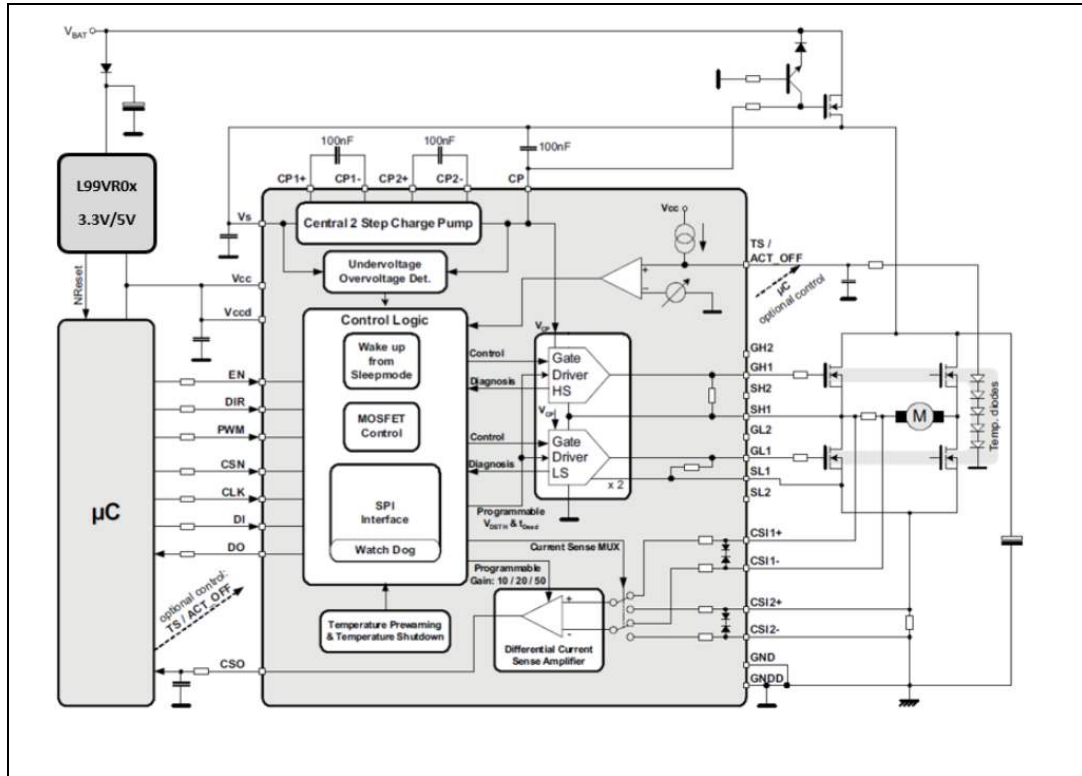 VBAT
100nF
100nF
100nF
CP1+
CP1-
CP2+
CP2-
CP
L99VR0x
3.3V/5V
Vs
Central 2 Step Charge Pump
Vcc
TS /
ACT_OFF
Undervoltage
Overvoltage Det.
NReset
Vcc
µC
optional control
Vccd
Control Logic
VCP
GH2
Wake up
from
Sleepmode
Control
Gate
Driver
HS
GH1
EN
Diagnosis
SH2
DIR
MOSFET
Control
VCP
SH1
M
Temp. diodes
PWM
Control
Gate
Driver
LS
GL2
GL1
CSN
Diagnosis
SL1
µC
CLK
SPI
Interface
x 2
SL2
DI
Programmable
VDSTH & tDead
DO
Watch Dog
Current Sense MUX
CSI1+
Programmable
Gain: 10 / 20 / 50
CSI1-
optional control:
TS / ACT_OFF
+
-
CSI2+
Temperature Prewarning
& Temperature Shutdown
CSI2-
Differential Current
Sense Amplifier
CSO
GND
GNDD